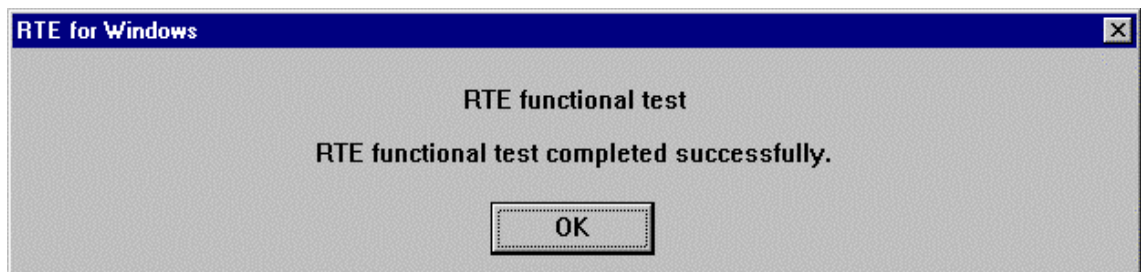 RTE for Windows
RTE functional test
RTE functional test completed successfully.
OK